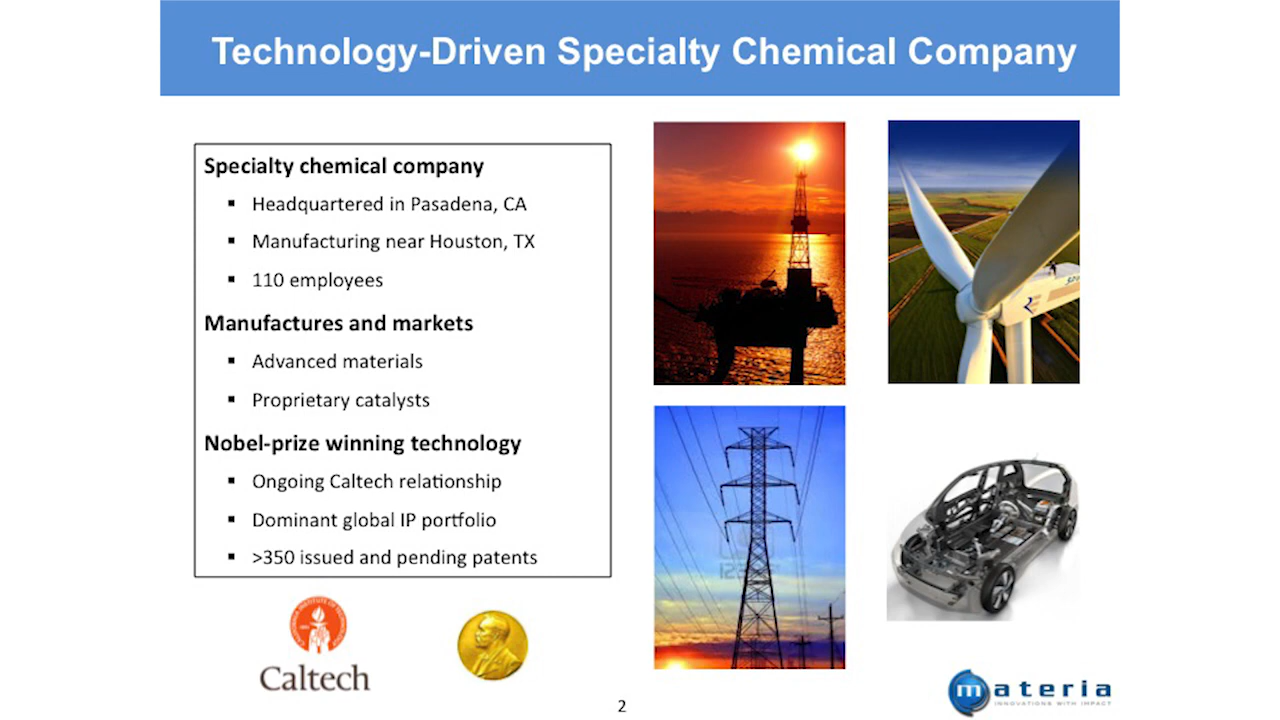 Technology-Driven Specialty Chemical Company
Specialty chemical company
▪ Headquartered in Pasadena, CA
▪ Manufacturing near Houston, TX
▪ 110 employees
Manufactures and markets
▪ Advanced materials
▪ Proprietary catalysts
Nobel-prize winning technology
▪ Ongoing Caltech relationship
▪ Dominant global IP portfolio
▪ >350 issued and pending patents
Caltech
2
materia
INNOVATIONS WITH IMPACT